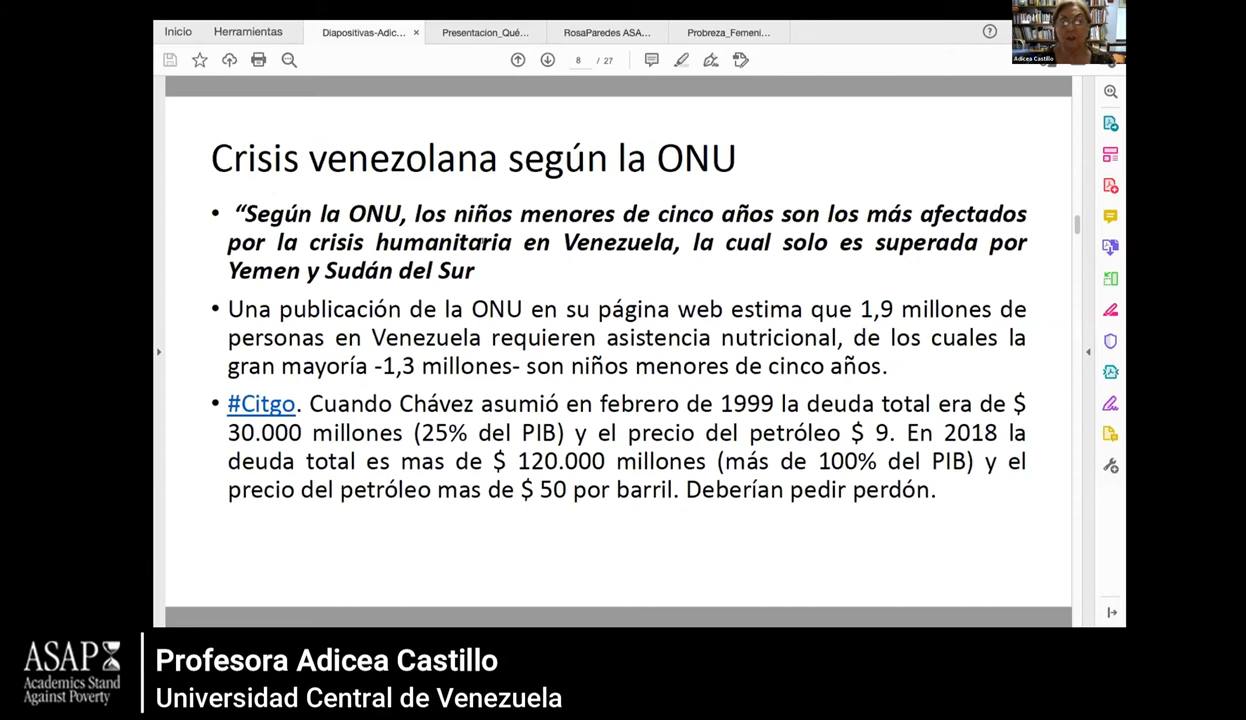 Inicio Herramientas Diapositivas-Adic... × Presentacion_Qué... RosaParedes ASA... Probreza_Femeni...
8 / 27
Adicea Castillo
Crisis venezolana según la ONU
• “Según la ONU, los niños menores de cinco años son los más afectados
por la crisis humanitaria en Venezuela, la cual solo es superada por
Yemen y Sudán del Sur
• Una publicación de la ONU en su página web estima que 1,9 millones de
personas en Venezuela requieren asistencia nutricional, de los cuales la
gran mayoría -1,3 millones- son niños menores de cinco años.
• #Citgo. Cuando Chávez asumió en febrero de 1999 la deuda total era de $
30.000 millones (25% del PIB) y el precio del petróleo $ 9. En 2018 la
deuda total es mas de $ 120.000 millones (más de 100% del PIB) y el
precio del petróleo mas de $ 50 por barril. Deberían pedir perdón.
ASAP
Academics Stand
Against Poverty
Profesora Adicea Castillo
Universidad Central de Venezuela